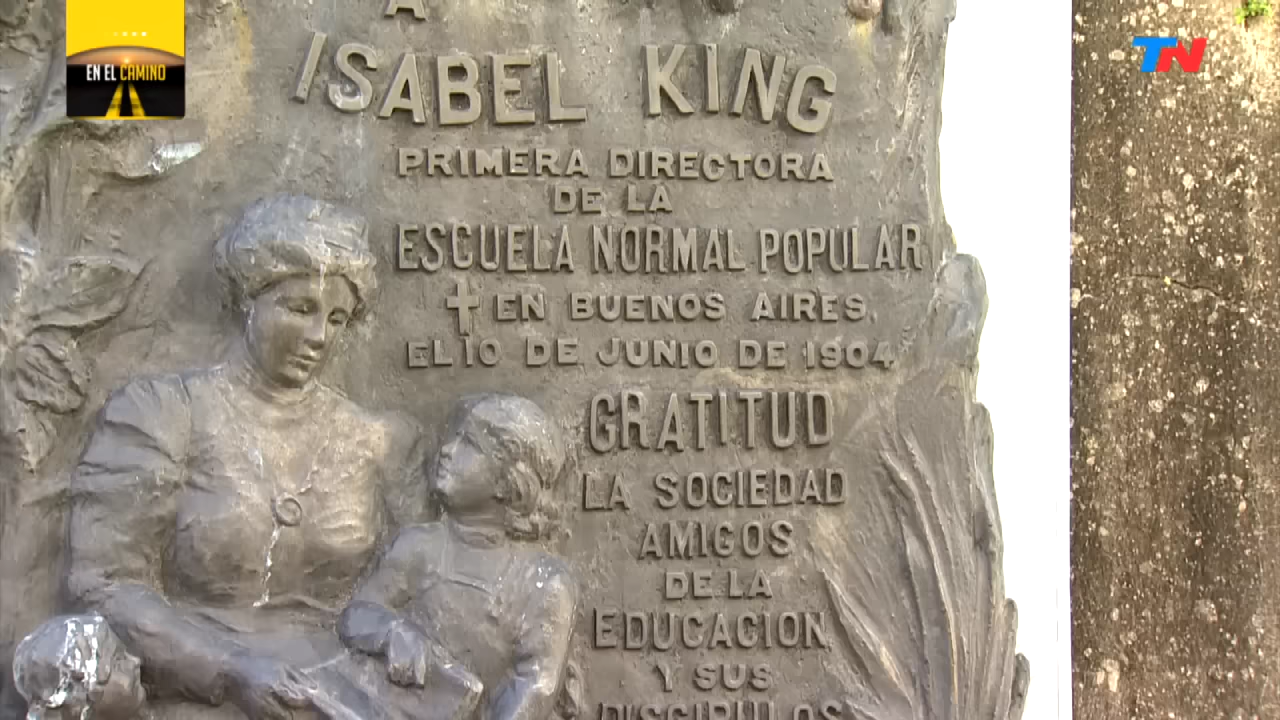 EN EL CAMINO
TN
A
ISABEL KING
PRIMERA DIRECTORA
DE LA
ESCUELA NORMAL POPULAR
✝ EN BUENOS AIRES,
EL 10 DE JUNIO DE 1904
GRATITUD
LA SOCIEDAD
AMIGOS
DE LA
EDUCACION
Y SUS
DISCIPULOS